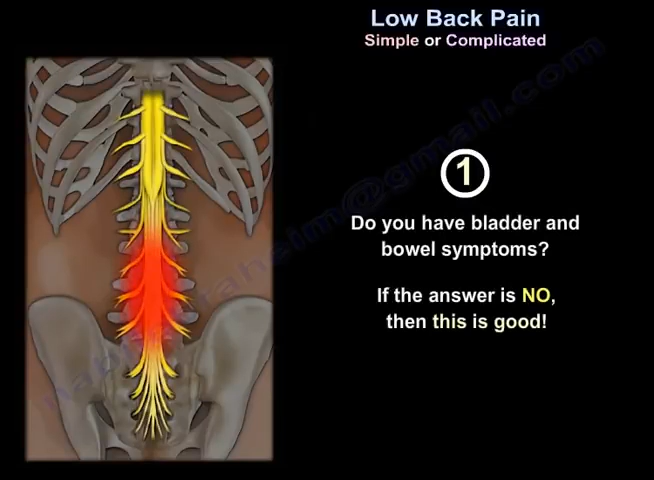 Low Back Pain
Simple or Complicated
1
Do you have bladder and
bowel symptoms?
If the answer is NO,
then this is good!